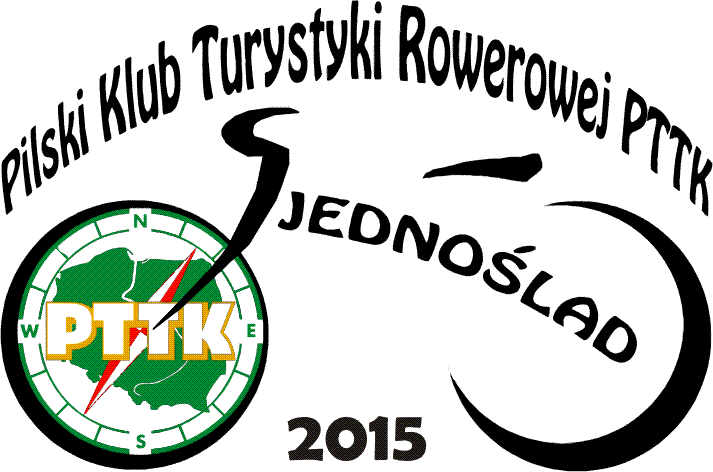 Pilski Klub Turystyki Rowerowej PTTK
JEDNOŚLAD
N
W PTTK E
S
2015